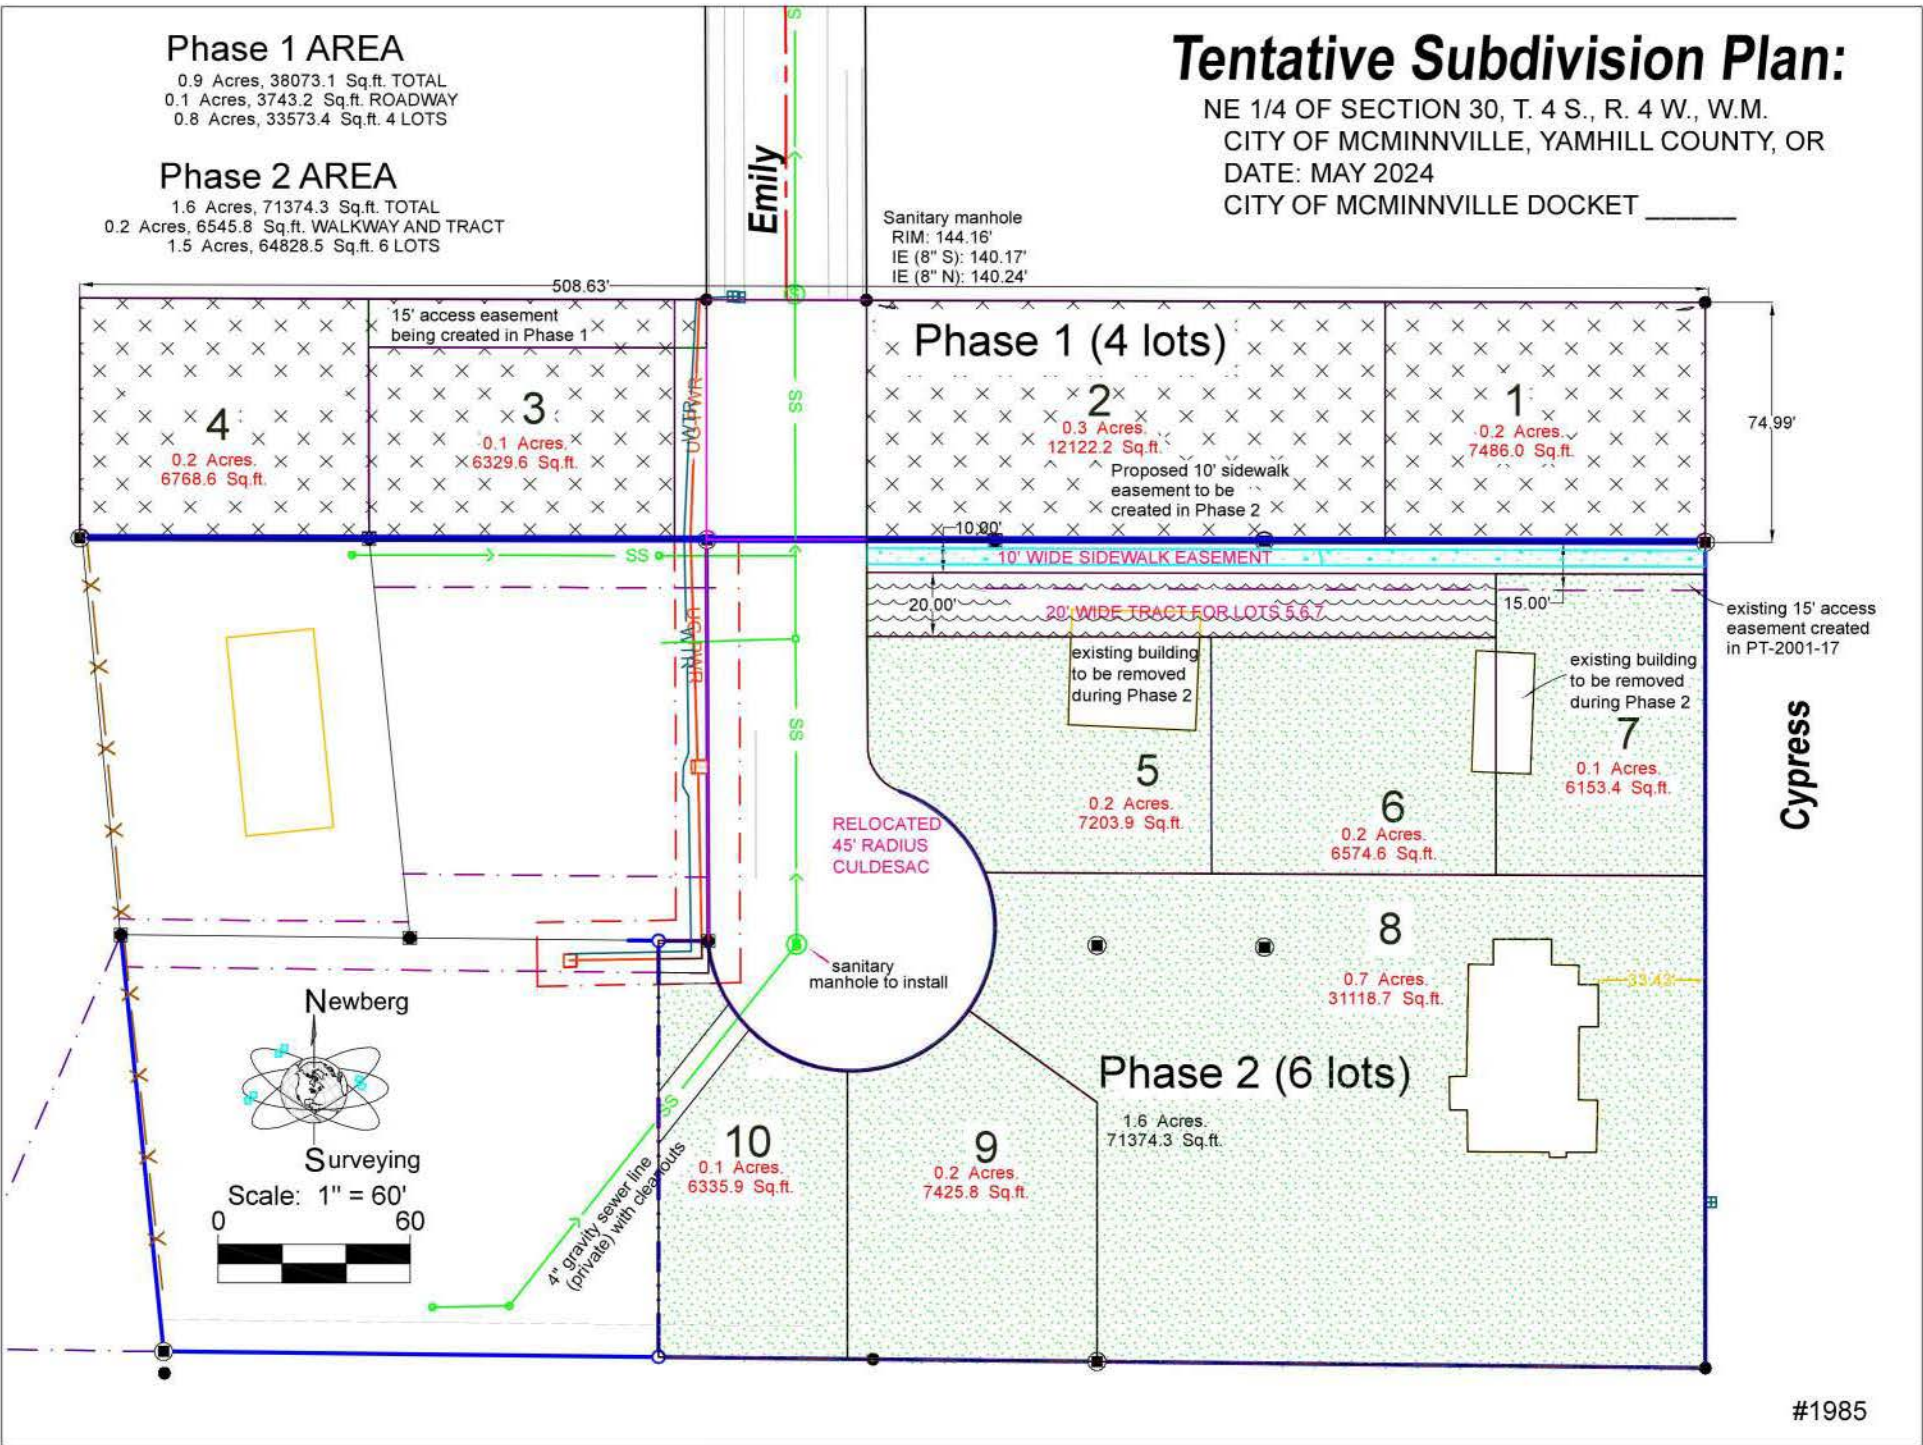 Phase 1 AREA
0.9 Acres, 38073.1 Sq.ft. TOTAL
0.1 Acres, 3743.2 Sq.ft. ROADWAY
0.8 Acres, 33573.4 Sq.ft. 4 LOTS
Phase 2 AREA
1.6 Acres, 71374.3 Sq.ft. TOTAL
0.2 Acres, 6545.8 Sq.ft. WALKWAY AND TRACT
1.5 Acres, 64828.5 Sq.ft. 6 LOTS
Tentative Subdivision Plan:
NE 1/4 OF SECTION 30, T. 4 S., R. 4 W., W.M.
CITY OF MCMINNVILLE, YAMHILL COUNTY, OR
DATE: MAY 2024
CITY OF MCMINNVILLE DOCKET ______
SS
Emily
Sanitary manhole
RIM: 144.16'
IE (8" S): 140.17'
IE (8" N): 140.24'
508.63'
15' access easement
being created in Phase 1
Phase 1 (4 lots)
4
0.2 Acres.
6768.6 Sq.ft.
3
0.1 Acres.
6329.6 Sq.ft.
WTR
UG PWR
SS
2
0.3 Acres.
12122.2 Sq.ft.
Proposed 10' sidewalk
easement to be
created in Phase 2
1
0.2 Acres.
7486.0 Sq.ft.
74.99'
10.00'
SS
10' WIDE SIDEWALK EASEMENT
20.00'
20' WIDE TRACT FOR LOTS 5,6,7
15.00'
existing 15' access
easement created
in PT-2001-17
WTR
UG PWR
SS
existing building
to be removed
during Phase 2
existing building
to be removed
during Phase 2
7
0.1 Acres.
6153.4 Sq.ft.
Cypress
5
0.2 Acres.
7203.9 Sq.ft.
6
0.2 Acres.
6574.6 Sq.ft.
RELOCATED
45' RADIUS
CULDESAC
8
0.7 Acres.
31118.7 Sq.ft.
33.42'
sanitary
manhole to install
Newberg
Surveying
Scale: 1" = 60'
0 60
SS
4" gravity sewer line
(private) with cleanouts
Phase 2 (6 lots)
1.6 Acres.
71374.3 Sq.ft.
10
0.1 Acres.
6335.9 Sq.ft.
9
0.2 Acres.
7425.8 Sq.ft.
#1985